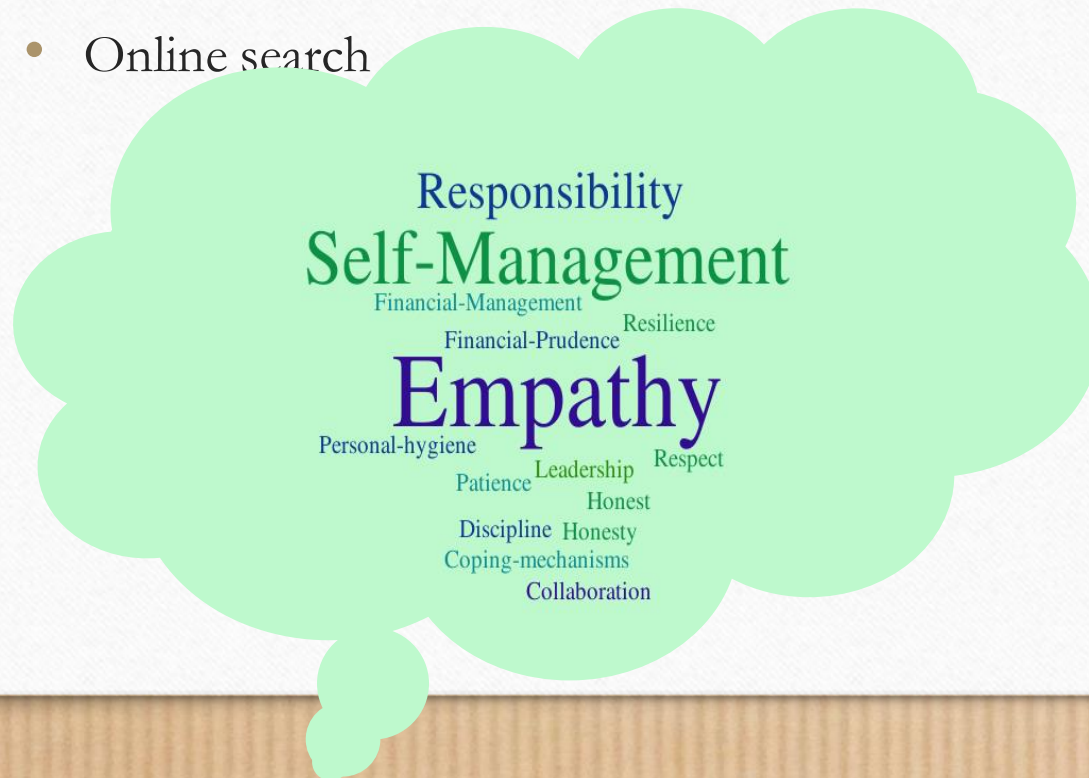 Online search
Responsibility
Self-Management
Financial-Management
Resilience
Financial-Prudence
Empathy
Personal-hygiene
Respect
Leadership
Patience
Honest
Discipline
Honesty
Coping-mechanisms
Collaboration